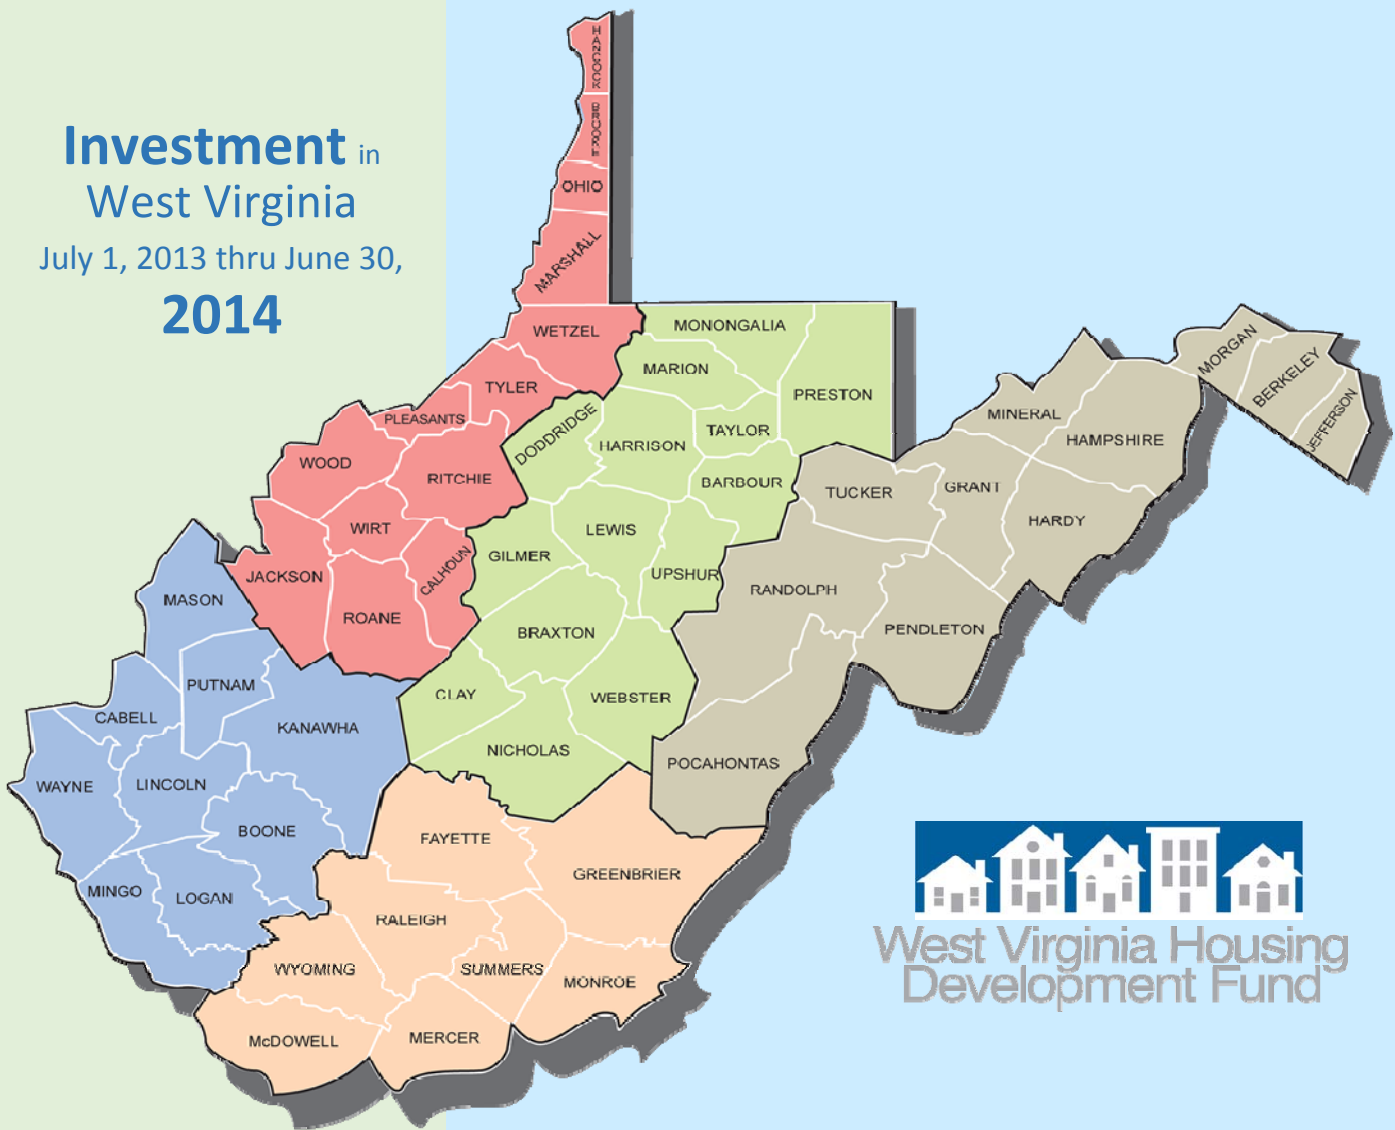 Investment in
West Virginia
July 1, 2013 thru June 30,
2014
HANCOCK
BROOKE
OHIO
MARSHALL
WETZEL
MONONGALIA
MARION
PRESTON
TYLER
PLEASANTS
DODDRIDGE
HARRISON
TAYLOR
MORGAN
BERKELEY
JEFFERSON
MINERAL
HAMPSHIRE
WOOD
RITCHIE
BARBOUR
TUCKER
GRANT
HARDY
WIRT
LEWIS
GILMER
CALHOUN
UPSHUR
JACKSON
RANDOLPH
MASON
ROANE
BRAXTON
PENDLETON
PUTNAM
CLAY
WEBSTER
CABELL
KANAWHA
NICHOLAS
POCAHONTAS
WAYNE
LINCOLN
BOONE
FAYETTE
GREENBRIER
MINGO
LOGAN
RALEIGH
WYOMING
SUMMERS
MONROE
McDOWELL
MERCER
West Virginia Housing
Development Fund